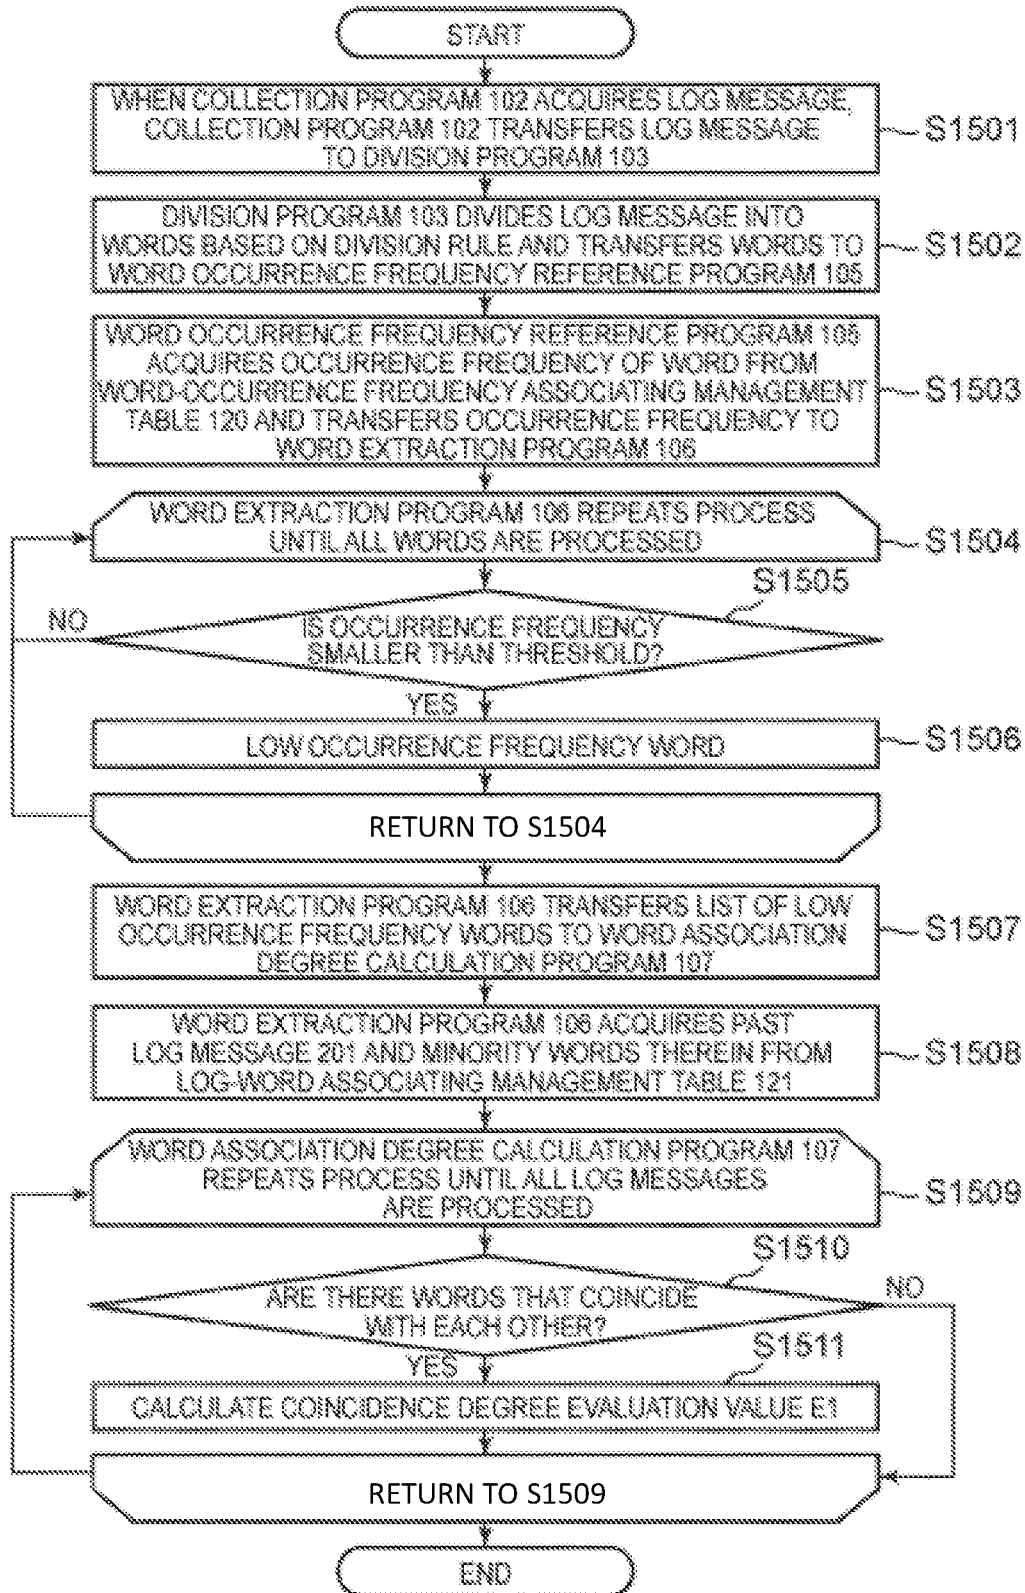 START
WHEN COLLECTION PROGRAM 102 ACQUIRES LOG MESSAGE,
COLLECTION PROGRAM 102 TRANSFERS LOG MESSAGE
TO DIVISION PROGRAM 103
S1501
DIVISION PROGRAM 103 DIVIDES LOG MESSAGE INTO
WORDS BASED ON DIVISION RULE AND TRANSFERS WORDS TO
WORD OCCURRENCE FREQUENCY REFERENCE PROGRAM 105
S1502
WORD OCCURRENCE FREQUENCY REFERENCE PROGRAM 105
ACQUIRES OCCURRENCE FREQUENCY OF WORD FROM
WORD-OCCURRENCE FREQUENCY ASSOCIATING MANAGEMENT
TABLE 120 AND TRANSFERS OCCURRENCE FREQUENCY TO
WORD EXTRACTION PROGRAM 106
S1503
WORD EXTRACTION PROGRAM 106 REPEATS PROCESS
UNTIL ALL WORDS ARE PROCESSED
S1504
S1505
NO
IS OCCURRENCE FREQUENCY
SMALLER THAN THRESHOLD?
YES
LOW OCCURRENCE FREQUENCY WORD
S1506
RETURN TO S1504
WORD EXTRACTION PROGRAM 106 TRANSFERS LIST OF LOW
OCCURRENCE FREQUENCY WORDS TO WORD ASSOCIATION
DEGREE CALCULATION PROGRAM 107
S1507
WORD EXTRACTION PROGRAM 106 ACQUIRES PAST
LOG MESSAGE 201 AND MINORITY WORDS THEREIN FROM
LOG-WORD ASSOCIATING MANAGEMENT TABLE 121
S1508
WORD ASSOCIATION DEGREE CALCULATION PROGRAM 107
REPEATS PROCESS UNTIL ALL LOG MESSAGES
ARE PROCESSED
S1509
S1510
NO
ARE THERE WORDS THAT COINCIDE
WITH EACH OTHER?
YES
S1511
CALCULATE COINCIDENCE DEGREE EVALUATION VALUE E1
RETURN TO S1509
END